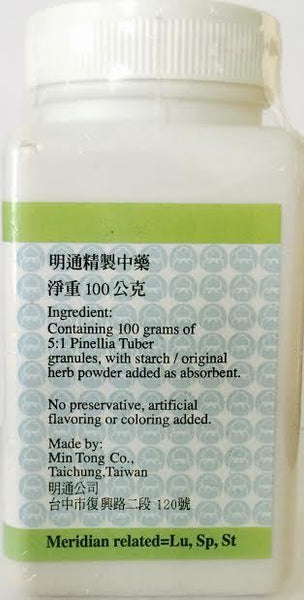 明通精製中藥
淨重 100 公克
Ingredient:
Containing 100 grams of
5:1 Pinellia Tuber
granules, with starch / original
herb powder added as absorbent.
No preservative, artificial
flavoring or coloring added.
Made by:
Min Tong Co.,
Taichung,Taiwan
明通公司
台中市復興路二段 120號
Meridian related=Lu, Sp, St